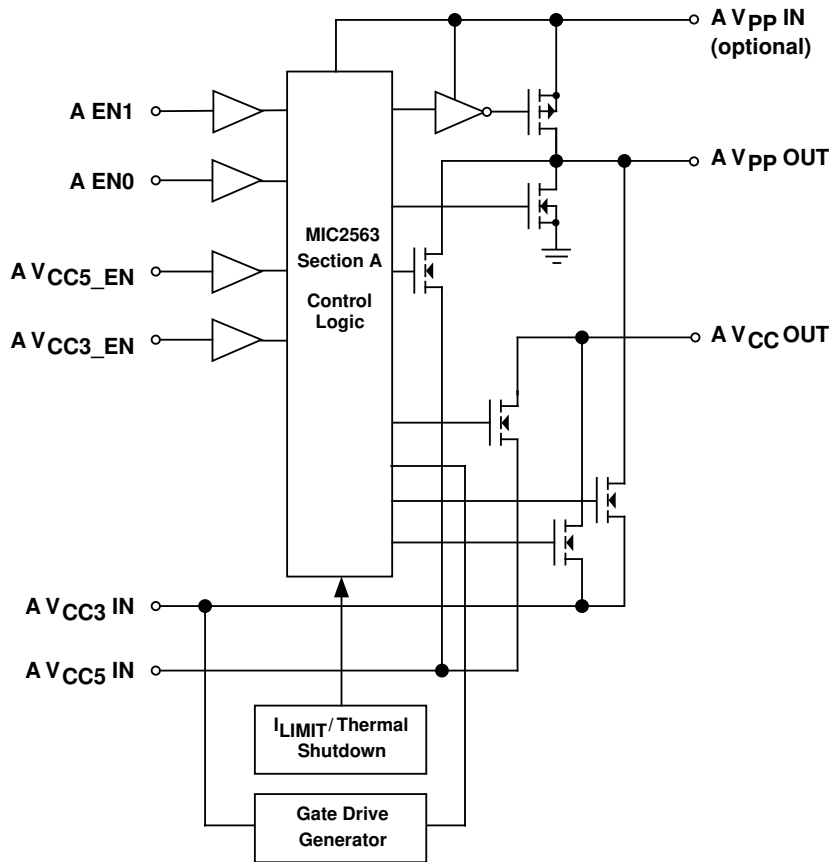 A VPP IN
(optional)
A EN1
A VPP OUT
A EN0
MIC2563
Section A
Control
Logic
A VCC5_EN
A VCC3_EN
A VCC OUT
A VCC3 IN
A VCC5 IN
ILIMIT/Thermal
Shutdown
Gate Drive
Generator